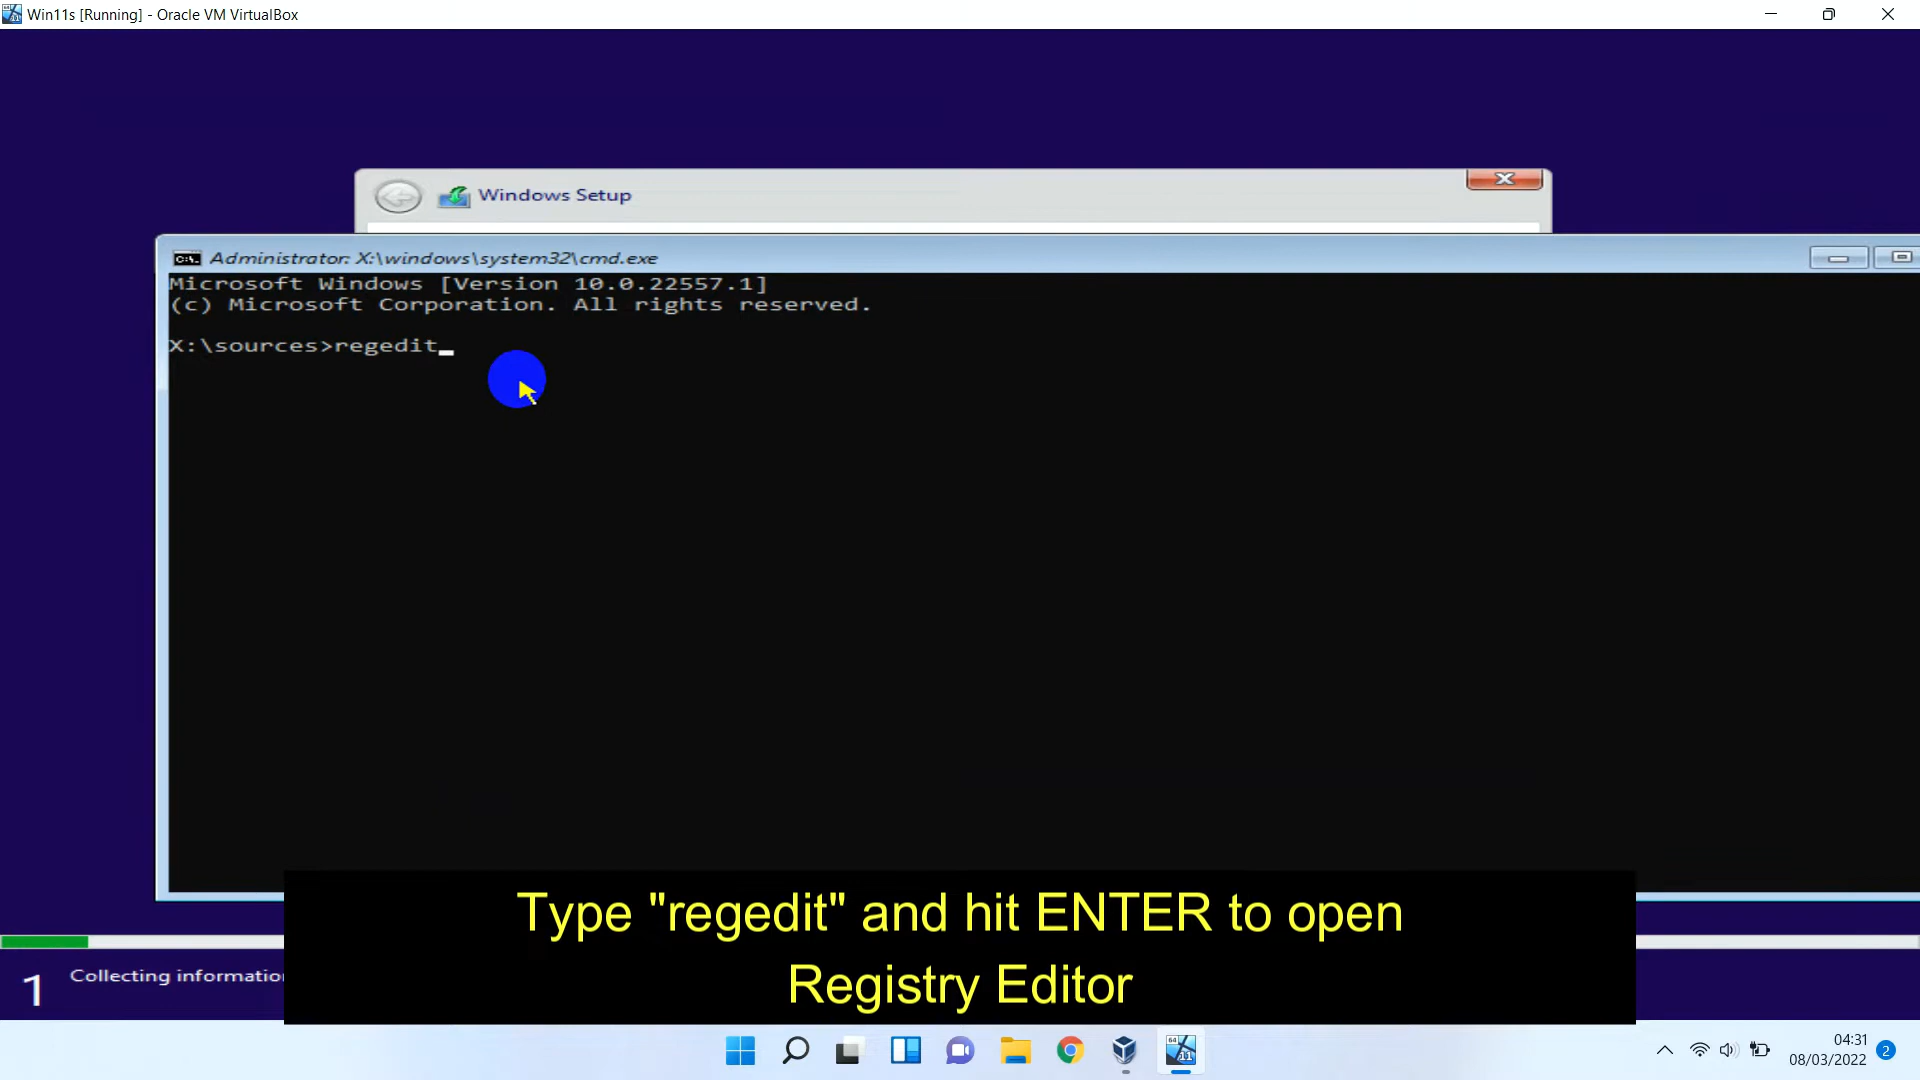 Win11s [Running] - Oracle VM VirtualBox
Windows Setup
Administrator: X:\windows\system32\cmd.exe
Microsoft Windows [Version 10.0.22557.1]
(c) Microsoft Corporation. All rights reserved.
X:\sources>regedit_
Type "regedit" and hit ENTER to open
Registry Editor
1 Collecting informatio
04:31
08/03/2022 2